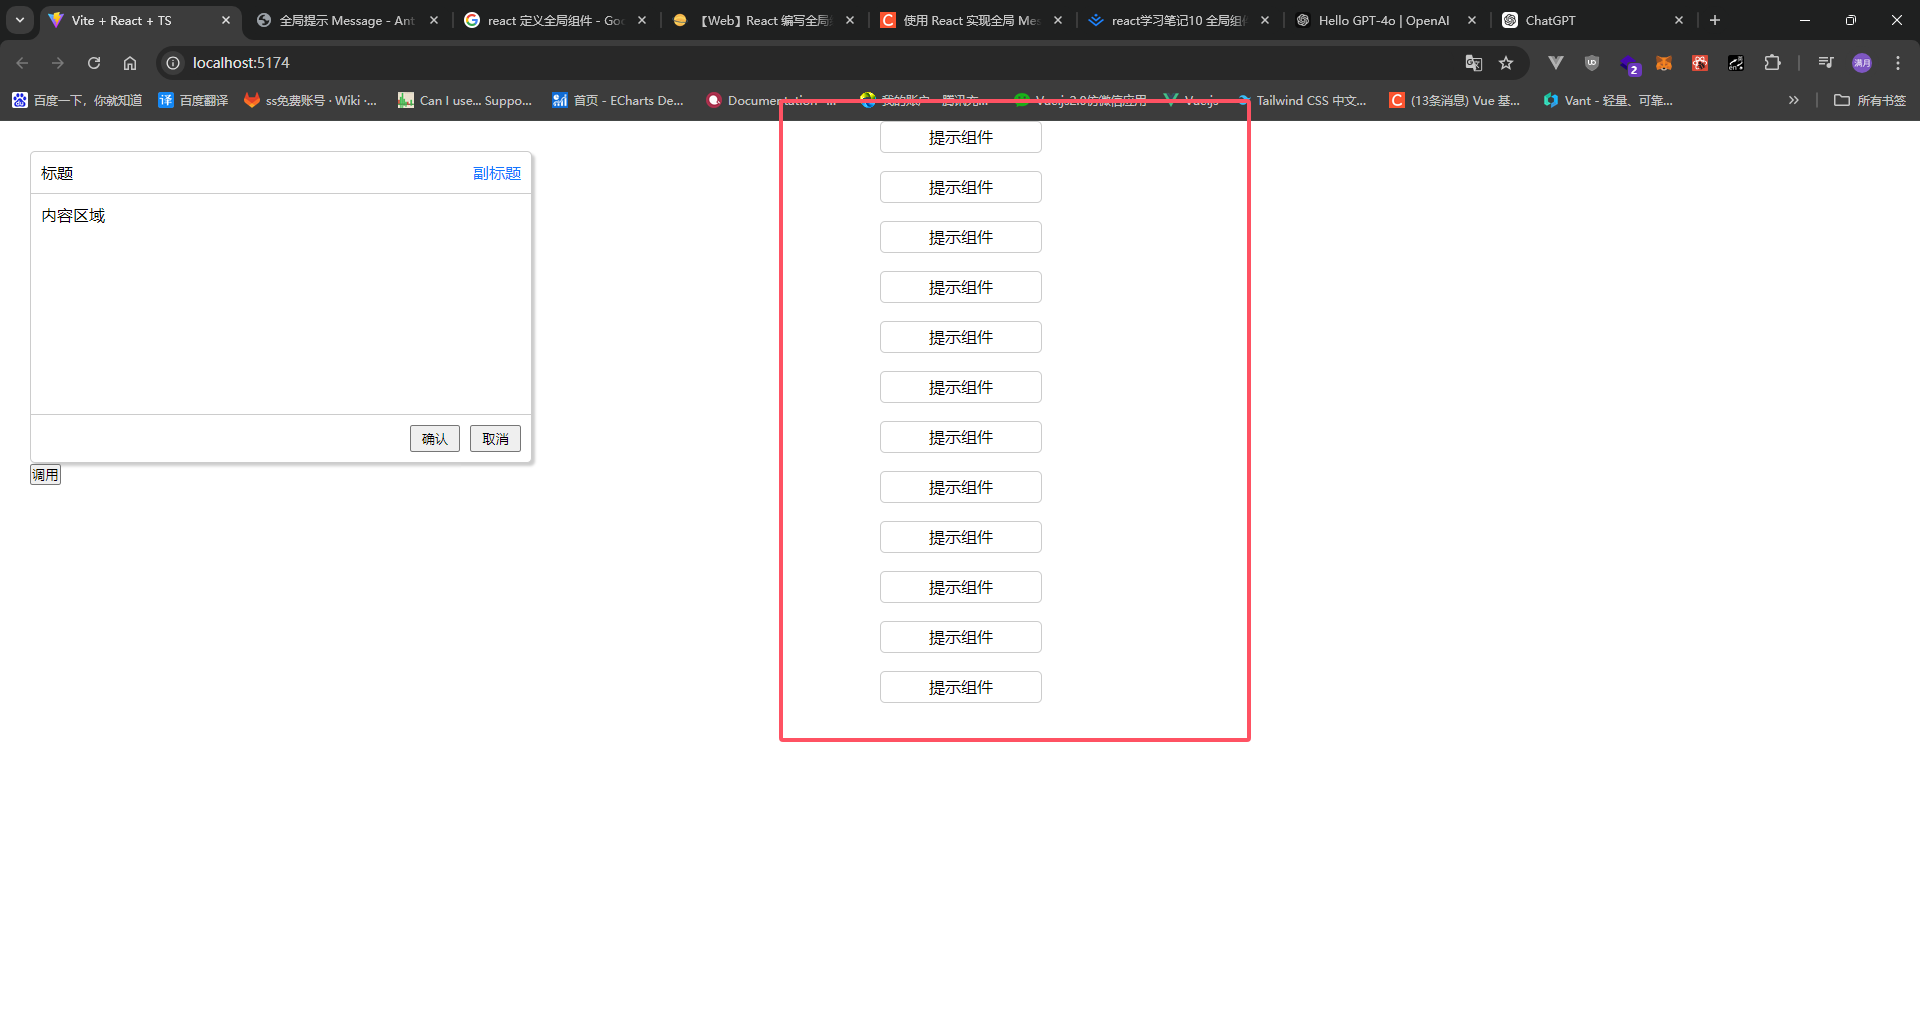 Vite + React + TS
全局提示 Message - Ant
react 定义全局组件 - Goo
【Web】React 编写全局
使用 React 实现全局 Mes
react学习笔记10 全局组
Hello GPT-4o | OpenAI
ChatGPT
localhost:5174
2
满月
百度一下，你就知道
百度翻译
ss免费账号 · Wiki ·...
Can I use... Suppo...
首页 - ECharts De...
Documentation - ...
我的账户 - 腾讯充...
Vuejs2.0仿微信应用
Vuejs
Tailwind CSS 中文...
(13条消息) Vue 基...
Vant - 轻量、可靠...
所有书签
标题
副标题
内容区域
确认
取消
调用
提示组件
提示组件
提示组件
提示组件
提示组件
提示组件
提示组件
提示组件
提示组件
提示组件
提示组件
提示组件